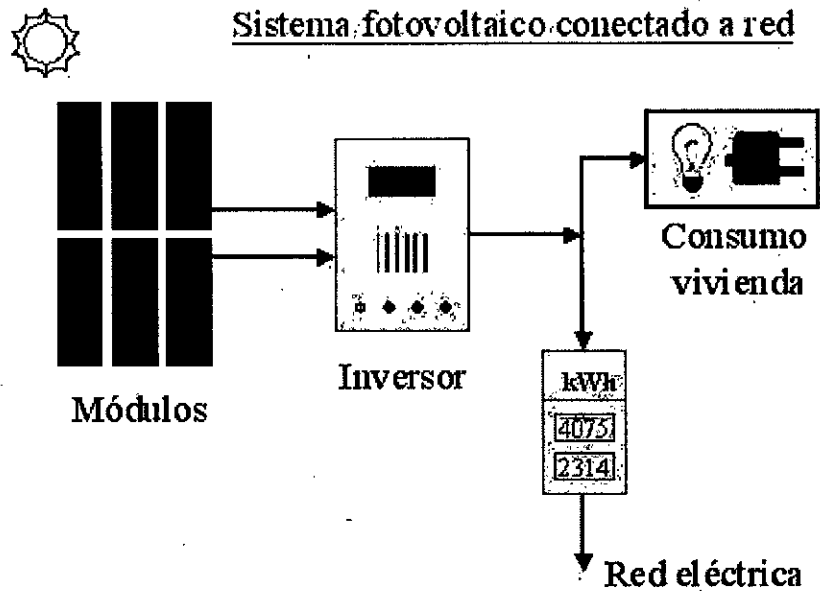 Sistema fotovoltaico conectado a red
Consumo
vivienda
Inversor
Módulos
kWh
4075
2314
Red eléctrica